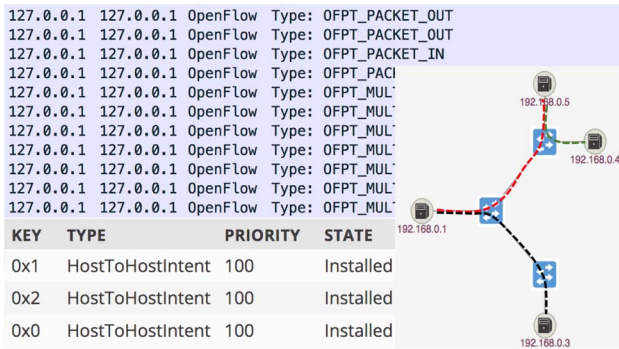 127.0.0.1 127.0.0.1 OpenFlow Type: OFPT_PACKET_OUT
127.0.0.1 127.0.0.1 OpenFlow Type: OFPT_PACKET_OUT
127.0.0.1 127.0.0.1 OpenFlow Type: OFPT_PACKET_IN
127.0.0.1 127.0.0.1 OpenFlow Type: OFPT_PACK
127.0.0.1 127.0.0.1 OpenFlow Type: OFPT_MULT
127.0.0.1 127.0.0.1 OpenFlow Type: OFPT_MULT
127.0.0.1 127.0.0.1 OpenFlow Type: OFPT_MULT
127.0.0.1 127.0.0.1 OpenFlow Type: OFPT_MULT
127.0.0.1 127.0.0.1 OpenFlow Type: OFPT_MULT
127.0.0.1 127.0.0.1 OpenFlow Type: OFPT_MULT
127.0.0.1 127.0.0.1 OpenFlow Type: OFPT_MULT
KEY TYPE PRIORITY STATE
0x1 HostToHostIntent 100 Installed
0x2 HostToHostIntent 100 Installed
0x0 HostToHostIntent 100 Installed
192.168.0.5
192.168.0.4
192.168.0.1
192.168.0.3